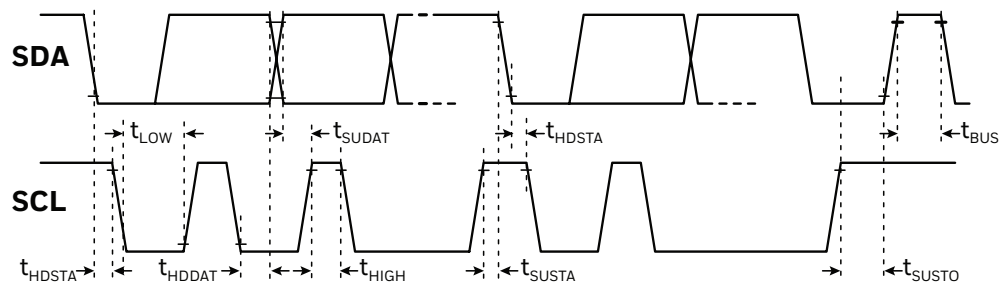 SDA
tLOW tSUDAT tHDSTA tBUS
SCL
tHDSTA tHDDAT tHIGH tSUSTA tSUSTO